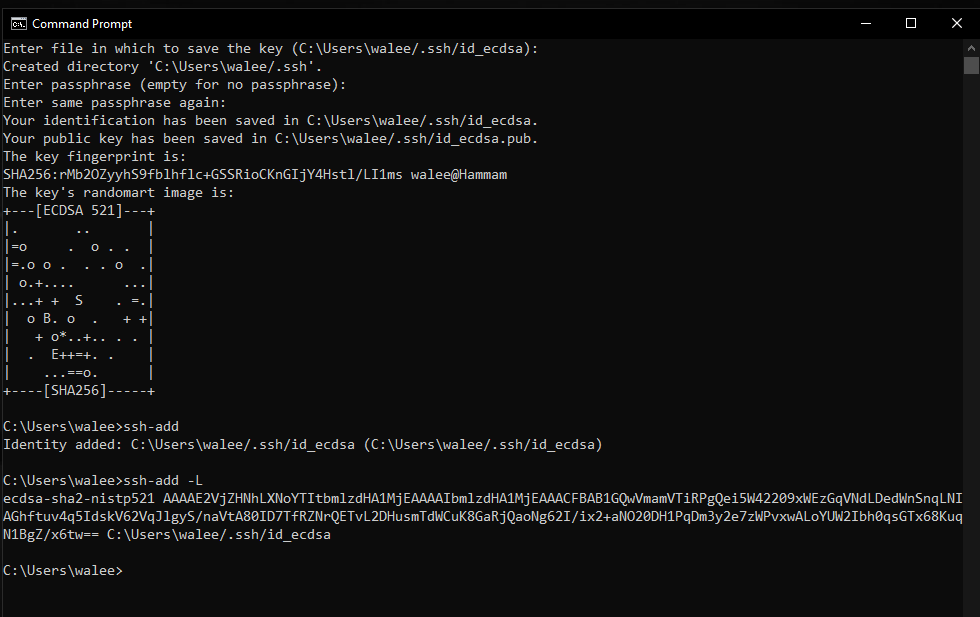 Command Prompt
Enter file in which to save the key (C:\Users\walee/.ssh/id_ecdsa):
Created directory 'C:\Users\walee/.ssh'.
Enter passphrase (empty for no passphrase):
Enter same passphrase again:
Your identification has been saved in C:\Users\walee/.ssh/id_ecdsa.
Your public key has been saved in C:\Users\walee/.ssh/id_ecdsa.pub.
The key fingerprint is:
SHA256:rMb2OZyyhS9fblhflc+GSSRioCKnGIjY4Hstl/LI1ms walee@Hammam
The key's randomart image is:
+---[ECDSA 521]---+
|.       ..       |
|=o     .  o . .  |
|=.o o .  . . o  .|
| o.+....      ...|
|...+ +  S    . =.|
|  o B. o  .   + +|
|   + o*..+.. . . |
|  .  E++=+. .    |
|    ...==o.      |
+----[SHA256]-----+
C:\Users\walee>ssh-add
Identity added: C:\Users\walee/.ssh/id_ecdsa (C:\Users\walee/.ssh/id_ecdsa)
C:\Users\walee>ssh-add -L
ecdsa-sha2-nistp521 AAAAE2VjZHNhLXNoYTItbmlzdHA1MjEAAAAIbmlzdHA1MjEAAACFBAB1GQwVmamVTiRPgQei5W42209xWEzGqVNdLDedWnSnqLNI
AGhftuv4q5IdskV62VqJlgyS/naVtA80ID7TfRZNrQETvL2DHusmTdWCuK8GaRjQaoNg62I/ix2+aNO20DH1PqDm3y2e7zWPvxwALoYUW2Ibh0qsGTx68Kuq
N1BgZ/x6tw== C:\Users\walee/.ssh/id_ecdsa
C:\Users\walee>